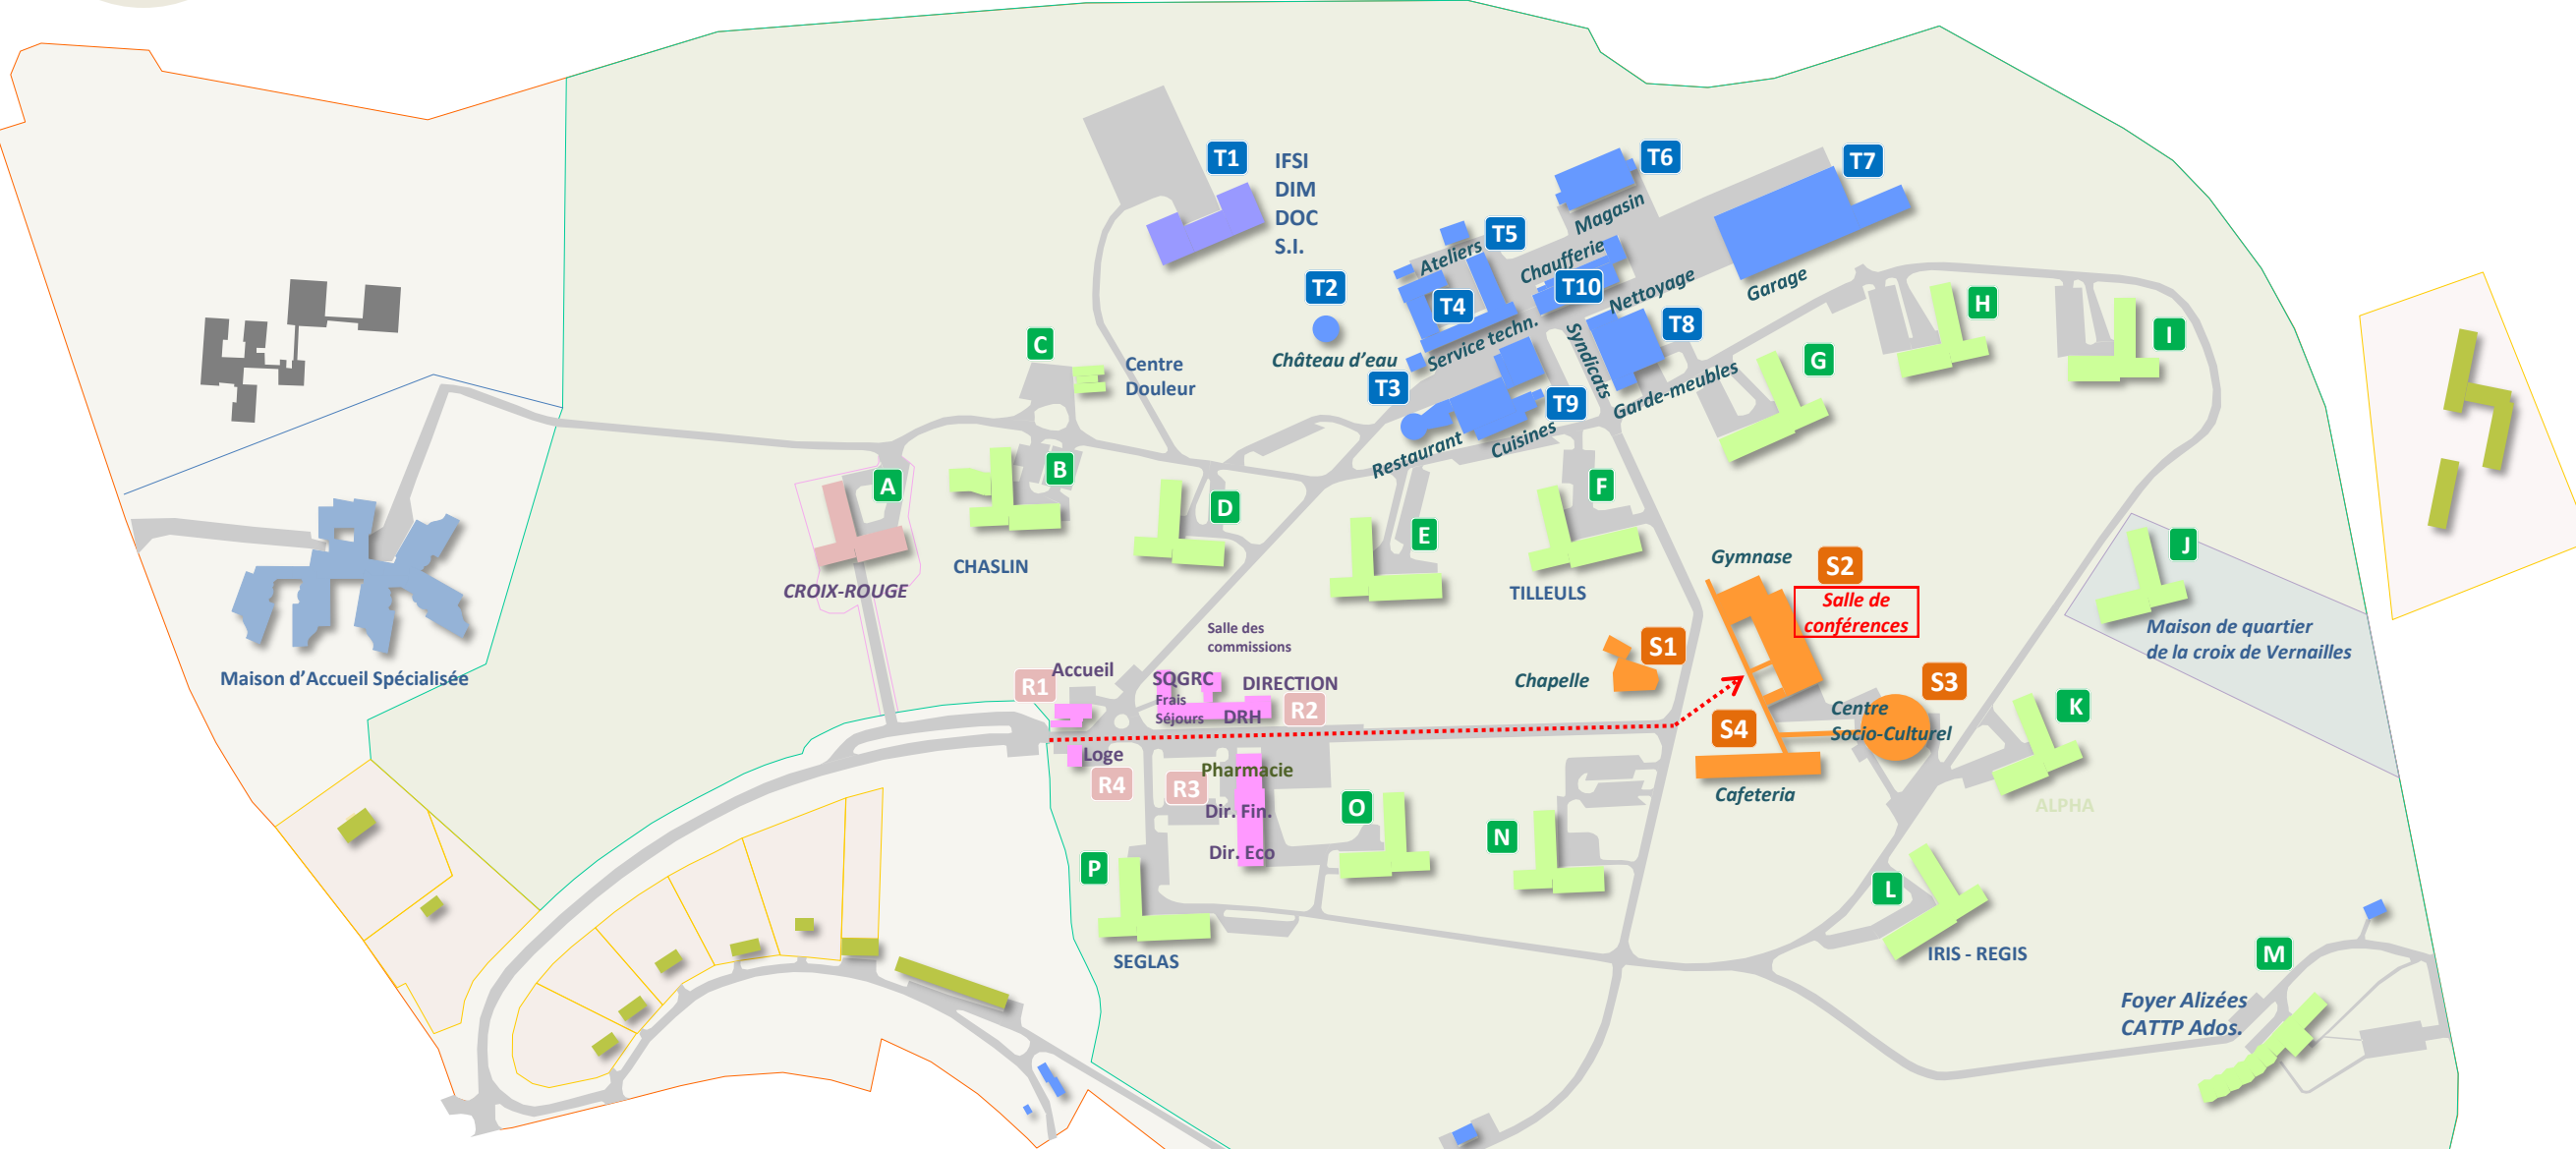 T1
IFSI
DIM
DOC
S.I.
T6
Magasin
T7
Garage
Ateliers
T5
Chaufferie
T10
Nettoyage
T2
Château d’eau
T4
Service techn.
T3
Syndicats
T8
Garde-meubles
T9
Restaurant
Cuisines
G
H
I
C
Centre
Douleur
A
CROIX-ROUGE
B
CHASLIN
D
E
F
TILLEULS
Gymnase
S2
Salle de
conférences
J
Maison de quartier
de la croix de Vernailles
Maison d’Accueil Spécialisée
Salle des
commissions
R1
Accueil
SQGRC
Frais
Séjours
DIRECTION
DRH
R2
S1
Chapelle
S3
Centre
Socio-Culturel
S4
Cafeteria
K
ALPHA
Loge
R4
R3
Pharmacie
Dir. Fin.
Dir. Eco
O
N
P
SEGLAS
L
IRIS - REGIS
M
Foyer Alizées
CATTP Ados.